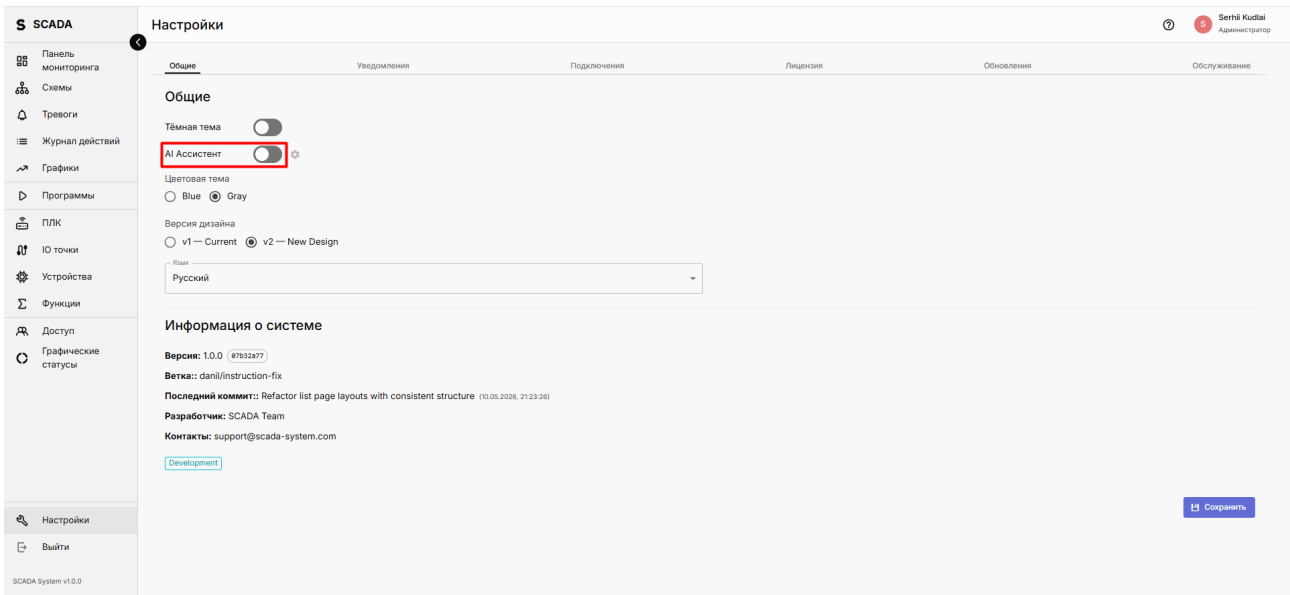 S SCADA
Настройки
S
Serhii Kudlai
Администратор
Панель
мониторинга
Схемы
Тревоги
Журнал действий
Графики
Программы
ПЛК
IO точки
Устройства
Функции
Доступ
Графические
статусы
Настройки
Выйти
SCADA System v1.0.0
Общие
Уведомления
Подключения
Лицензия
Обновления
Обслуживание
Общие
Тёмная тема
AI Ассистент
Цветовая тема
Blue Gray
Версия дизайна
v1 — Current v2 — New Design
Язык
Русский
Информация о системе
Версия: 1.0.0 07b32a77
Ветка:: danil/instruction-fix
Последний коммит:: Refactor list page layouts with consistent structure (10.05.2026, 21:23:26)
Разработчик: SCADA Team
Контакты: support@scada-system.com
Development
Сохранить